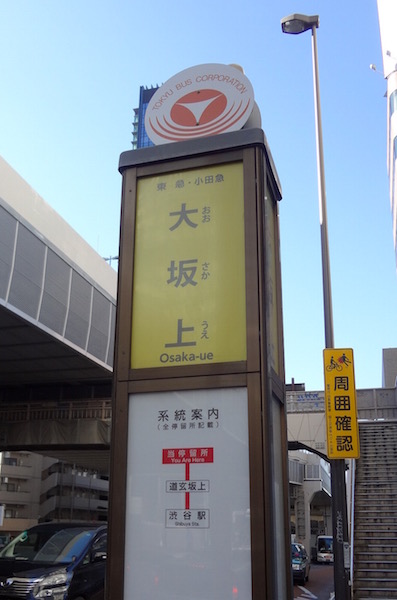 TOKYU BUS CORPORATION
東急・小田急
大坂上
おお さか うえ
Osaka-ue
系統案内
(全停留所記載)
当停留所
You Are Here
道玄坂上
渋谷駅
Shibuya Sta.
周囲確認